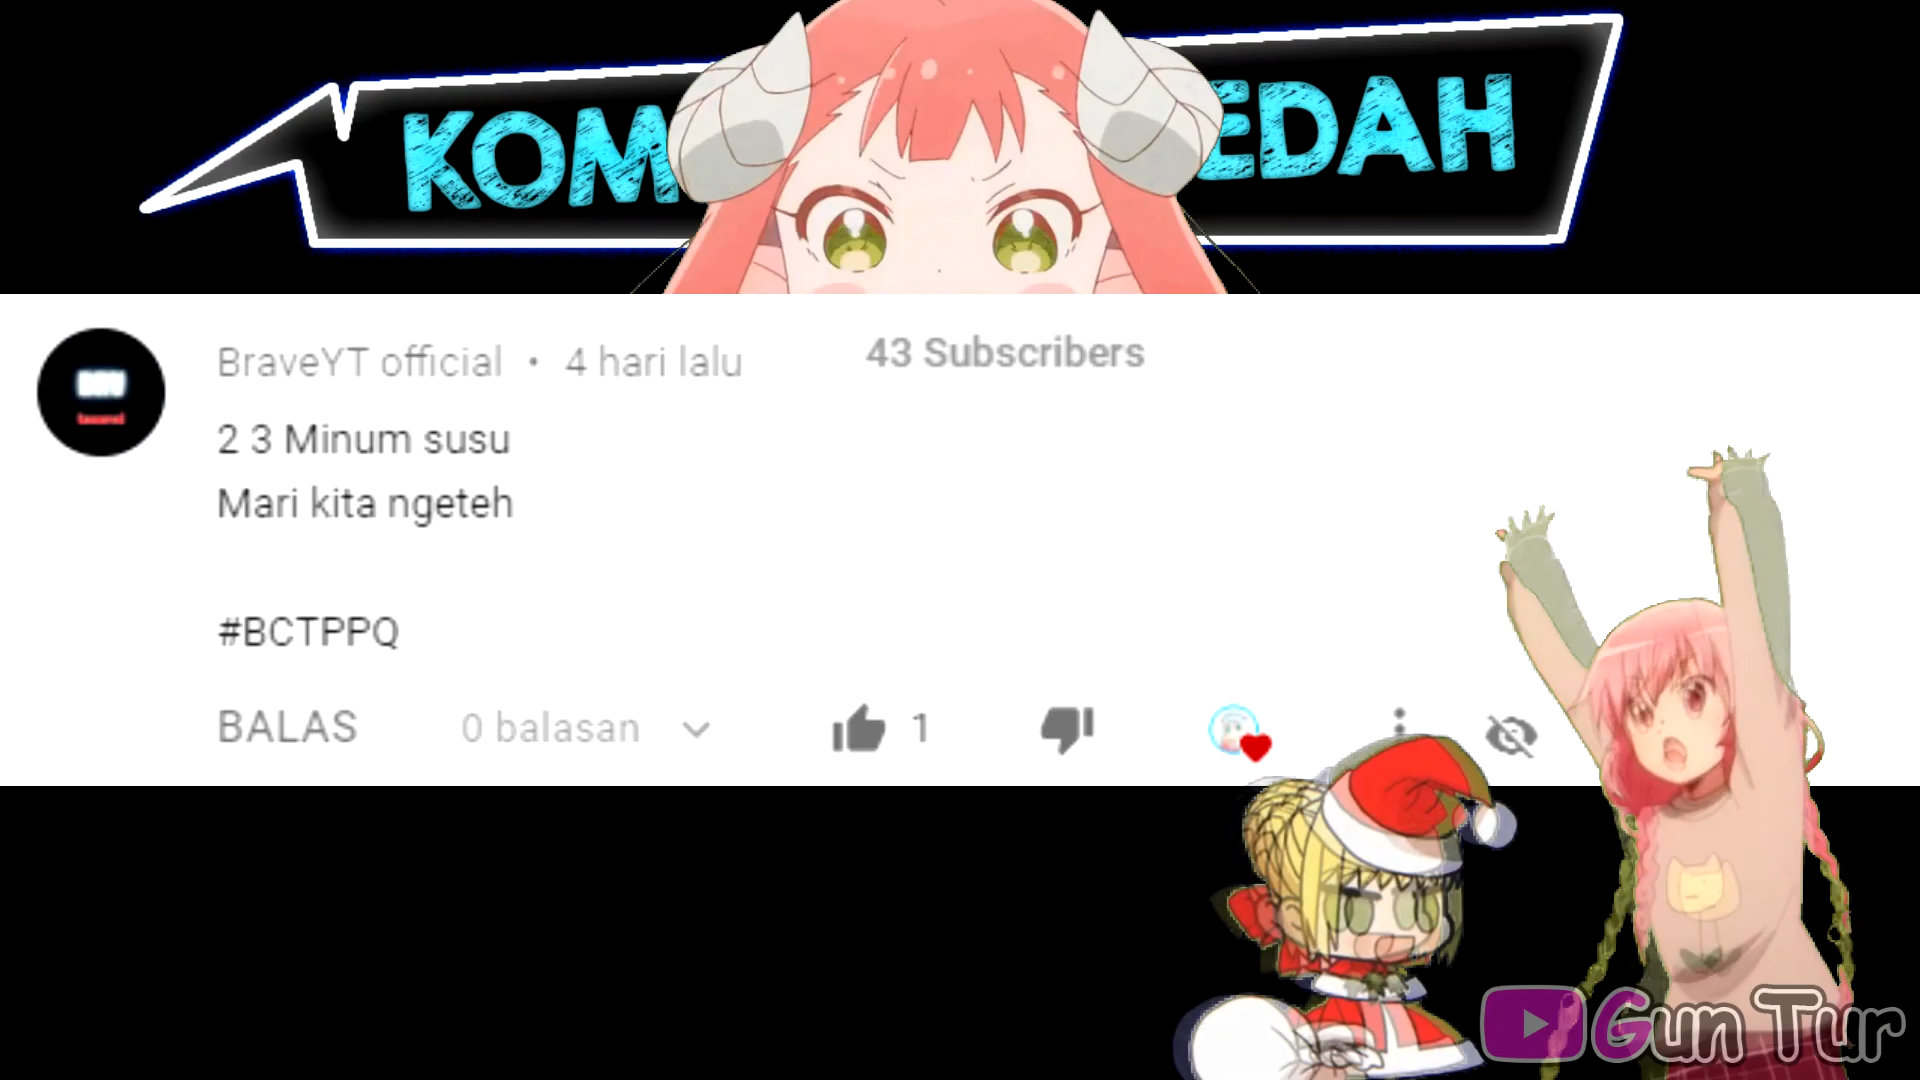 KOM EDAH
BraveYT official • 4 hari lalu 43 Subscribers
2 3 Minum susu
Mari kita ngeteh
#BCTPPQ
BALAS 0 balasan 1
Gun Tur